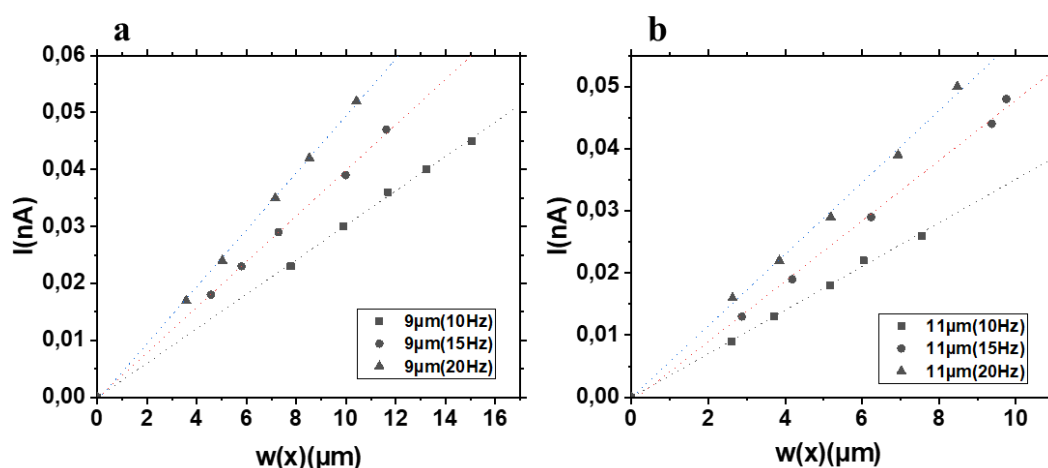 a
0,06
0,05
0,04
0,03
0,02
0,01
0,00
I(nA)
0 2 4 6 8 10 12 14 16
w(x)(µm)
9µm(10Hz)
9µm(15Hz)
9µm(20Hz)
b
0,05
0,04
0,03
0,02
0,01
0,00
I(nA)
0 2 4 6 8 10
w(x)(µm)
11µm(10Hz)
11µm(15Hz)
11µm(20Hz)